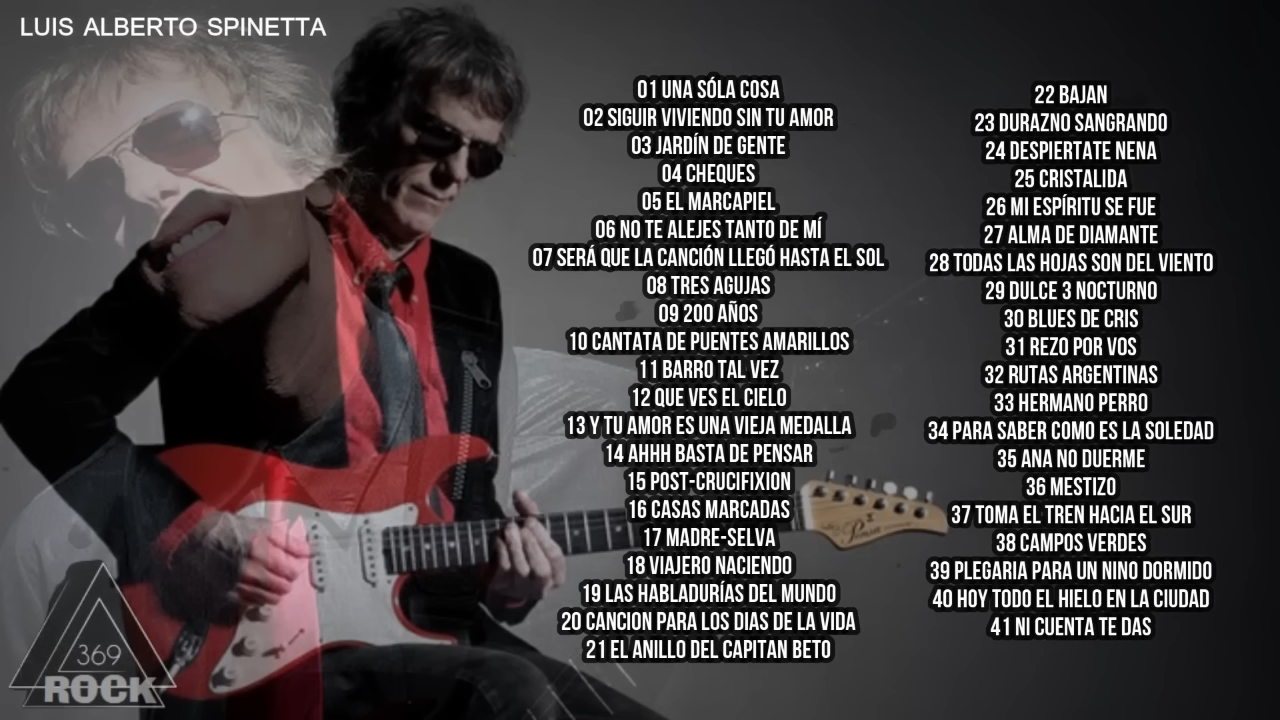 LUIS ALBERTO SPINETTA
01 UNA SÓLA COSA
02 SIGUIR VIVIENDO SIN TU AMOR
03 JARDÍN DE GENTE
04 CHEQUES
05 EL MARCAPIEL
06 NO TE ALEJES TANTO DE MÍ
07 SERÁ QUE LA CANCIÓN LLEGÓ HASTA EL SOL
08 TRES AGUJAS
09 200 AÑOS
10 CANTATA DE PUENTES AMARILLOS
11 BARRO TAL VEZ
12 QUE VES EL CIELO
13 Y TU AMOR ES UNA VIEJA MEDALLA
14 AHHH BASTA DE PENSAR
15 POST-CRUCIFIXION
16 CASAS MARCADAS
17 MADRE-SELVA
18 VIAJERO NACIENDO
19 LAS HABLADURÍAS DEL MUNDO
20 CANCION PARA LOS DIAS DE LA VIDA
21 EL ANILLO DEL CAPITAN BETO
22 BAJAN
23 DURAZNO SANGRANDO
24 DESPIERTATE NENA
25 CRISTALIDA
26 MI ESPÍRITU SE FUE
27 ALMA DE DIAMANTE
28 TODAS LAS HOJAS SON DEL VIENTO
29 DULCE 3 NOCTURNO
30 BLUES DE CRIS
31 REZO POR VOS
32 RUTAS ARGENTINAS
33 HERMANO PERRO
34 PARA SABER COMO ES LA SOLEDAD
35 ANA NO DUERME
36 MESTIZO
37 TOMA EL TREN HACIA EL SUR
38 CAMPOS VERDES
39 PLEGARIA PARA UN NINO DORMIDO
40 HOY TODO EL HIELO EN LA CIUDAD
41 NI CUENTA TE DAS
Pensa
369
ROCK